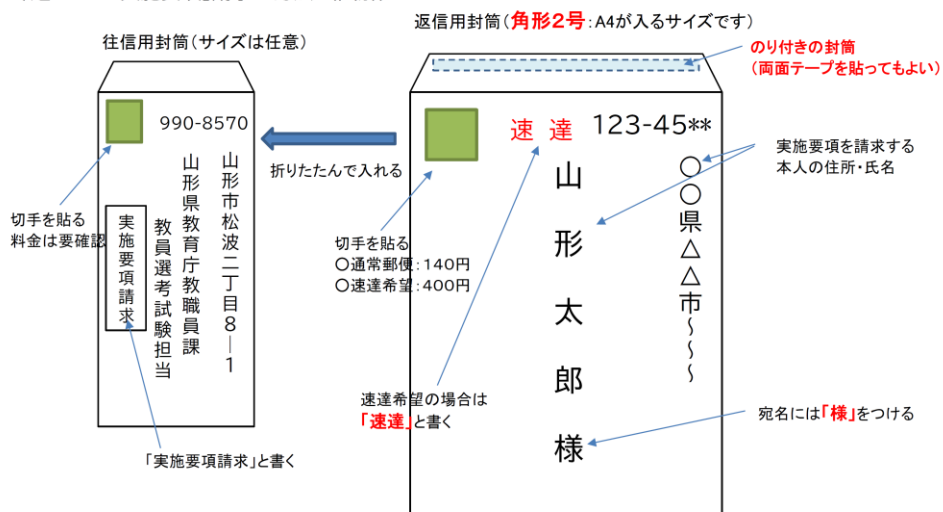 返信用封筒(角形2号:A4が入るサイズです)
往信用封筒(サイズは任意)
のり付きの封筒
(両面テープを貼ってもよい)
990-8570
山形市松波二丁目8―1
山形県教育庁教職員課
教員選考試験担当
実施要項請求
切手を貼る
料金は要確認
「実施要項請求」と書く
折りたたんで入れる
速達
123-45**
○○県△△市~~~
山形太郎様
切手を貼る
○通常郵便:140円
○速達希望:400円
速達希望の場合は
「速達」と書く
実施要項を請求する
本人の住所・氏名
宛名には「様」をつける